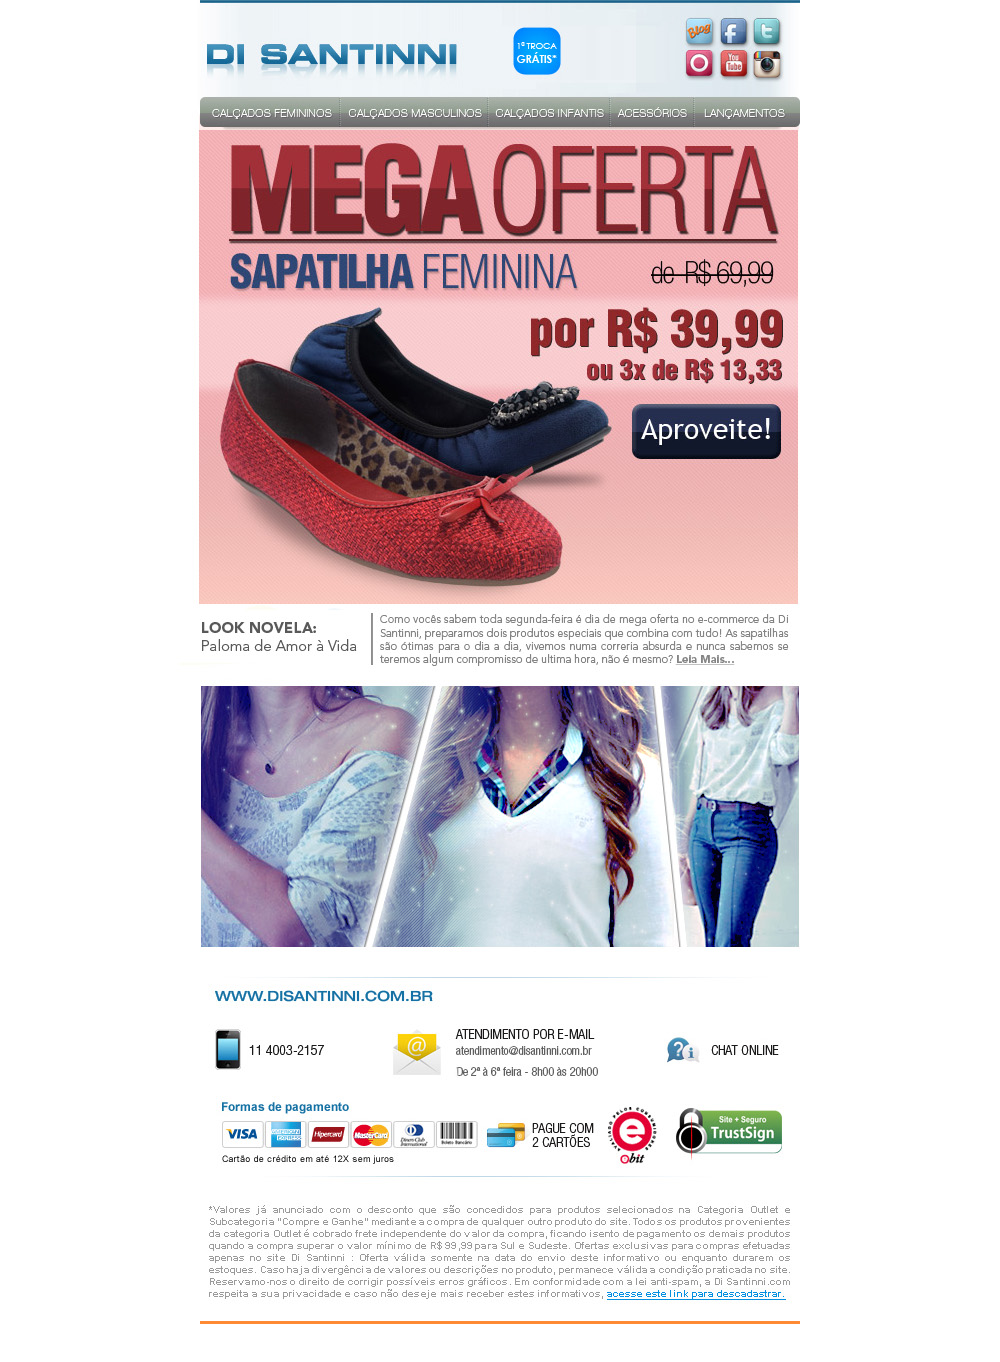 DI SANTINNI
1ª TROCA
GRÁTIS*
Blog
You
Tube
CALÇADOS FEMININOS CALÇADOS MASCULINOS CALÇADOS INFANTIS ACESSÓRIOS LANÇAMENTOS
MEGA OFERTA
SAPATILHA FEMININA
de R$ 69,99
por R$ 39,99
ou 3x de R$ 13,33
Aproveite!
LOOK NOVELA:
Paloma de Amor à Vida
Como vocês sabem toda segunda-feira é dia de mega oferta no e-commerce da Di
Santinni, preparamos dois produtos especiais que combina com tudo! As sapatilhas
são ótimas para o dia a dia, vivemos numa correria absurda e nunca sabemos se
teremos algum compromisso de ultima hora, não é mesmo? Leia Mais...
WWW.DISANTINNI.COM.BR
11 4003-2157
ATENDIMENTO POR E-MAIL
atendimento@disantinni.com.br
De 2ª à 6ª feira - 8h00 às 20h00
CHAT ONLINE
Formas de pagamento
VISA
AMERICAN EXPRESS
Hipercard
MasterCard
Diners Club
International
Boleto Bancário
Cartão de crédito em até 12X sem juros
PAGUE COM
2 CARTÕES
e
ebit
Site + Seguro
TrustSign
*Valores já anunciado com o desconto que são concedidos para produtos selecionados na Categoria Outlet e
Subcategoria "Compre e Ganhe" mediante a compra de qualquer outro produto do site. Todos os produtos provenientes
da categoria Outlet é cobrado frete independente do valor da compra, ficando isento de pagamento os demais produtos
quando a compra superar o valor mínimo de R$ 99,99 para Sul e Sudeste. Ofertas exclusivas para compras efetuadas
apenas no site Di Santinni : Oferta válida somente na data do envio deste informativo ou enquanto durarem os
estoques. Caso haja divergência de valores ou descrições no produto, permanece válida a condição praticada no site.
Reservamo-nos o direito de corrigir possíveis erros gráficos. Em conformidade com a lei anti-spam, a Di Santinni.com
respeita a sua privacidade e caso não deseje mais receber estes informativos, acesse este link para descadastrar.